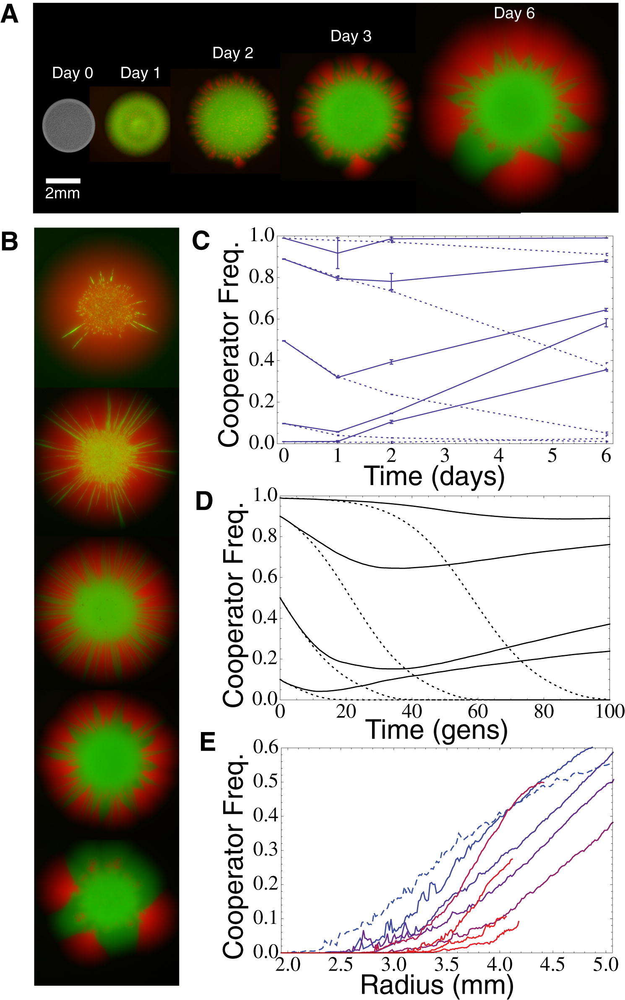 A
Day 0
Day 1
Day 2
Day 3
Day 6
2mm
B
C
Cooperator Freq.
1.0
0.8
0.6
0.4
0.2
0.0
0 1 2 3 4 5 6
Time (days)
D
Cooperator Freq.
1.0
0.8
0.6
0.4
0.2
0.0
0 20 40 60 80 100
Time (gens)
E
Cooperator Freq.
0.6
0.5
0.4
0.3
0.2
0.1
0.0
2.0 2.5 3.0 3.5 4.0 4.5 5.0
Radius (mm)